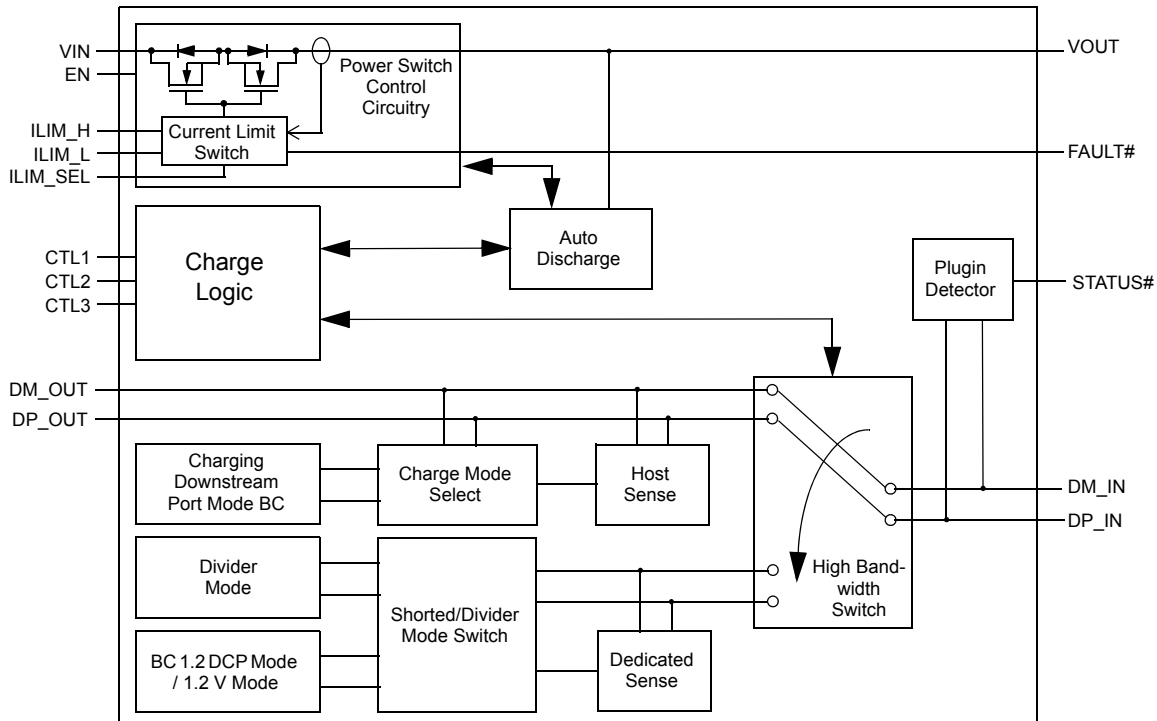 VIN
EN
ILIM_H
ILIM_L
ILIM_SEL
Power Switch
Control
Circuitry
Current Limit
Switch
VOUT
FAULT#
CTL1
CTL2
CTL3
Charge
Logic
Auto
Discharge
Plugin
Detector
STATUS#
DM_OUT
DP_OUT
Charging
Downstream
Port Mode BC
Charge Mode
Select
Host
Sense
DM_IN
DP_IN
High Band-
width
Switch
Divider
Mode
Shorted/Divider
Mode Switch
BC 1.2 DCP Mode
/ 1.2 V Mode
Dedicated
Sense